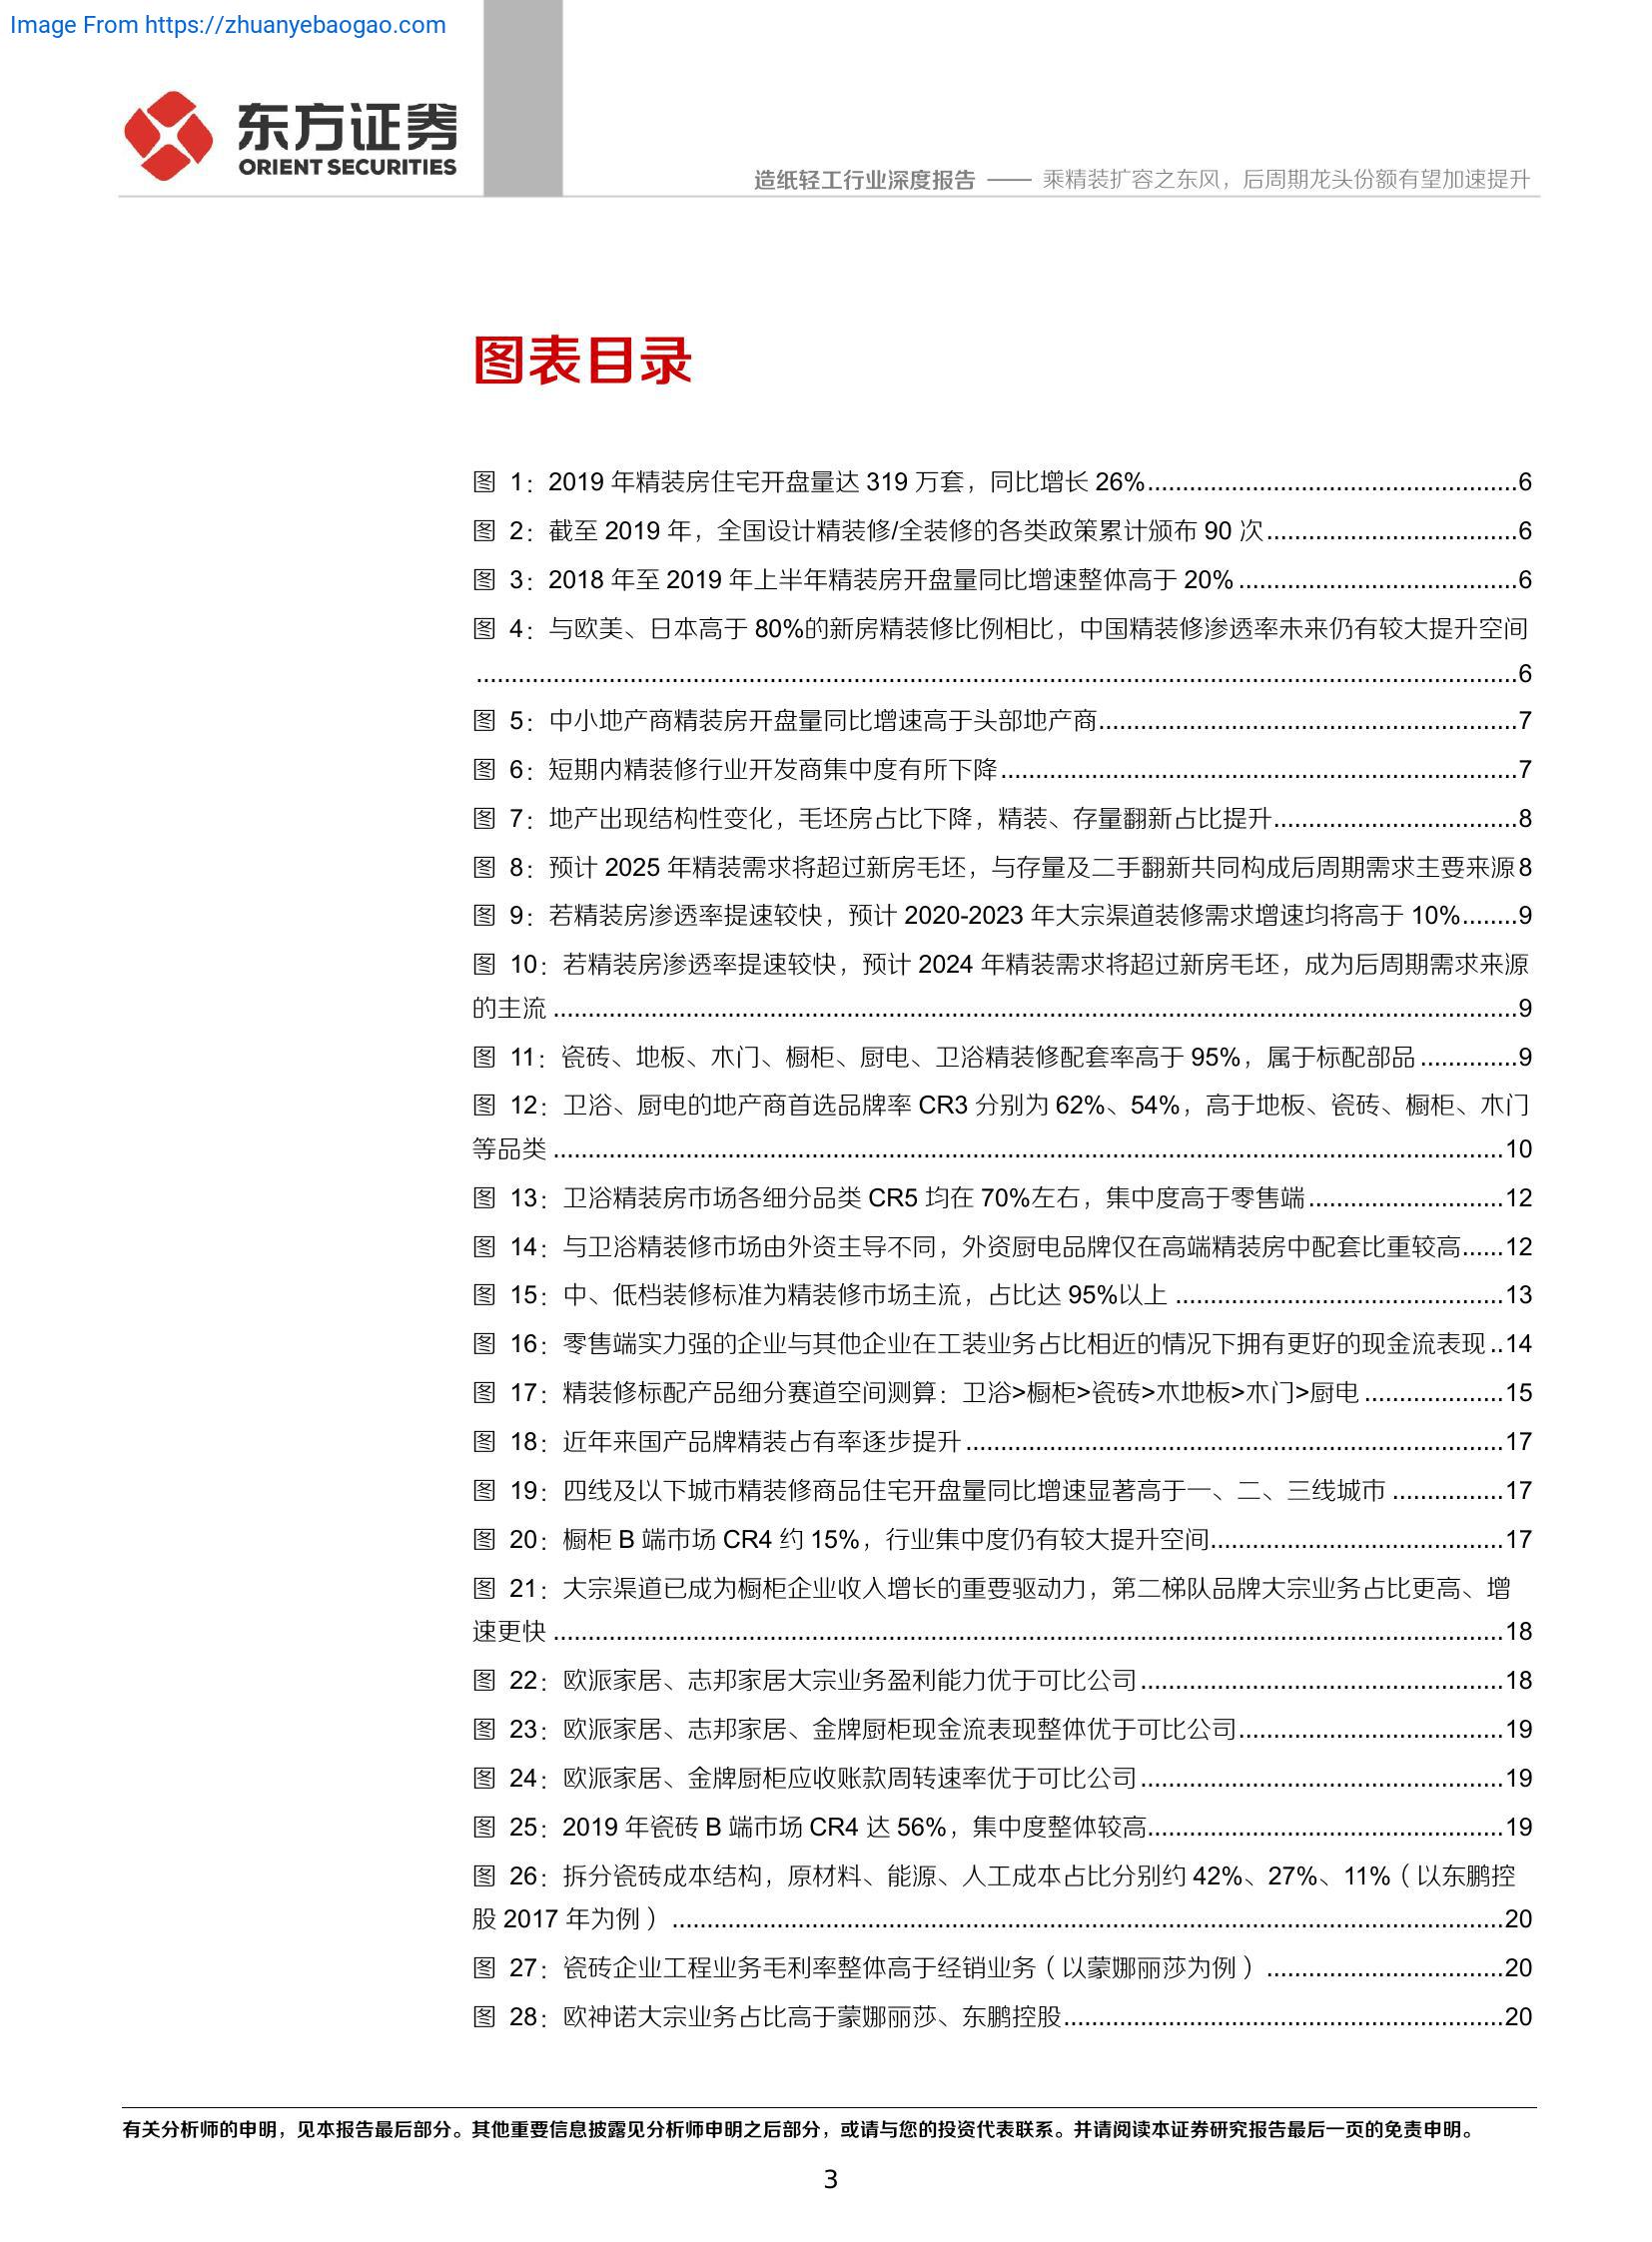 Image From https://zhuanyebaogao.com
东方证券
ORIENT SECURITIES
造纸轻工行业深度报告 —— 乘精装扩容之东风，后周期龙头份额有望加速提升
图表目录
图 1：2019 年精装房住宅开盘量达 319 万套，同比增长 26%......................................................6
图 2：截至 2019 年，全国设计精装修/全装修的各类政策累计颁布 90 次....................................6
图 3：2018 年至 2019 年上半年精装房开盘量同比增速整体高于 20% ........................................6
图 4：与欧美、日本高于 80%的新房精装修比例相比，中国精装修渗透率未来仍有较大提升空间
......................................................................................................................................................6
图 5：中小地产商精装房开盘量同比增速高于头部地产商............................................................7
图 6：短期内精装修行业开发商集中度有所下降..........................................................................7
图 7：地产出现结构性变化，毛坯房占比下降，精装、存量翻新占比提升...................................8
图 8：预计 2025 年精装需求将超过新房毛坯，与存量及二手翻新共同构成后周期需求主要来源8
图 9：若精装房渗透率提速较快，预计 2020-2023 年大宗渠道装修需求增速均将高于 10%........9
图 10：若精装房渗透率提速较快，预计 2024 年精装需求将超过新房毛坯，成为后周期需求来源
的主流 ..........................................................................................................................................9
图 11：瓷砖、地板、木门、橱柜、厨电、卫浴精装修配套率高于 95%，属于标配部品 ..............9
图 12：卫浴、厨电的地产商首选品牌率 CR3 分别为 62%、54%，高于地板、瓷砖、橱柜、木门
等品类 ........................................................................................................................................10
图 13：卫浴精装房市场各细分品类 CR5 均在 70%左右，集中度高于零售端 ............................12
图 14：与卫浴精装修市场由外资主导不同，外资厨电品牌仅在高端精装房中配套比重较高......12
图 15：中、低档装修标准为精装修市场主流，占比达 95%以上 ...............................................13
图 16：零售端实力强的企业与其他企业在工装业务占比相近的情况下拥有更好的现金流表现..14
图 17：精装修标配产品细分赛道空间测算：卫浴>橱柜>瓷砖>木地板>木门>厨电 ....................15
图 18：近年来国产品牌精装占有率逐步提升.............................................................................17
图 19：四线及以下城市精装修商品住宅开盘量同比增速显著高于一、二、三线城市 ................17
图 20：橱柜 B 端市场 CR4 约 15%，行业集中度仍有较大提升空间..........................................17
图 21：大宗渠道已成为橱柜企业收入增长的重要驱动力，第二梯队品牌大宗业务占比更高、增
速更快 ........................................................................................................................................18
图 22：欧派家居、志邦家居大宗业务盈利能力优于可比公司....................................................18
图 23：欧派家居、志邦家居、金牌厨柜现金流表现整体优于可比公司......................................19
图 24：欧派家居、金牌厨柜应收账款周转速率优于可比公司....................................................19
图 25：2019 年瓷砖 B 端市场 CR4 达 56%，集中度整体较高...................................................19
图 26：拆分瓷砖成本结构，原材料、能源、人工成本占比分别约 42%、27%、11%（以东鹏控
股 2017 年为例） .......................................................................................................................20
图 27：瓷砖企业工程业务毛利率整体高于经销业务（以蒙娜丽莎为例） ..................................20
图 28：欧神诺大宗业务占比高于蒙娜丽莎、东鹏控股...............................................................20
有关分析师的申明，见本报告最后部分。其他重要信息披露见分析师申明之后部分，或请与您的投资代表联系。并请阅读本证券研究报告最后一页的免责申明。
3